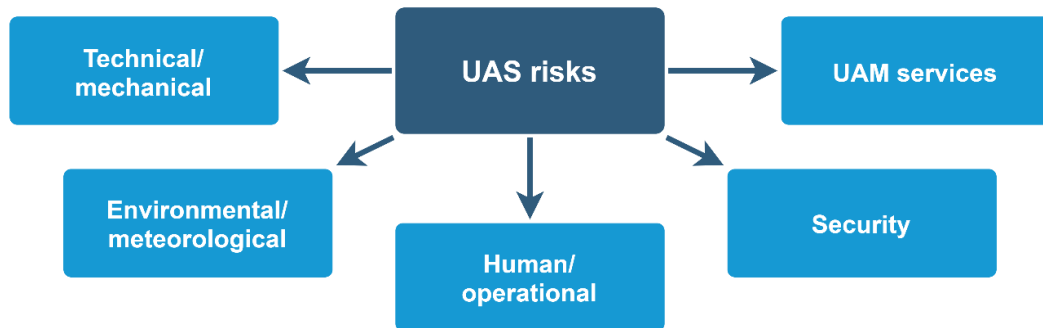 UAS risks
Technical/
mechanical
UAM services
Environmental/
meteorological
Security
Human/
operational